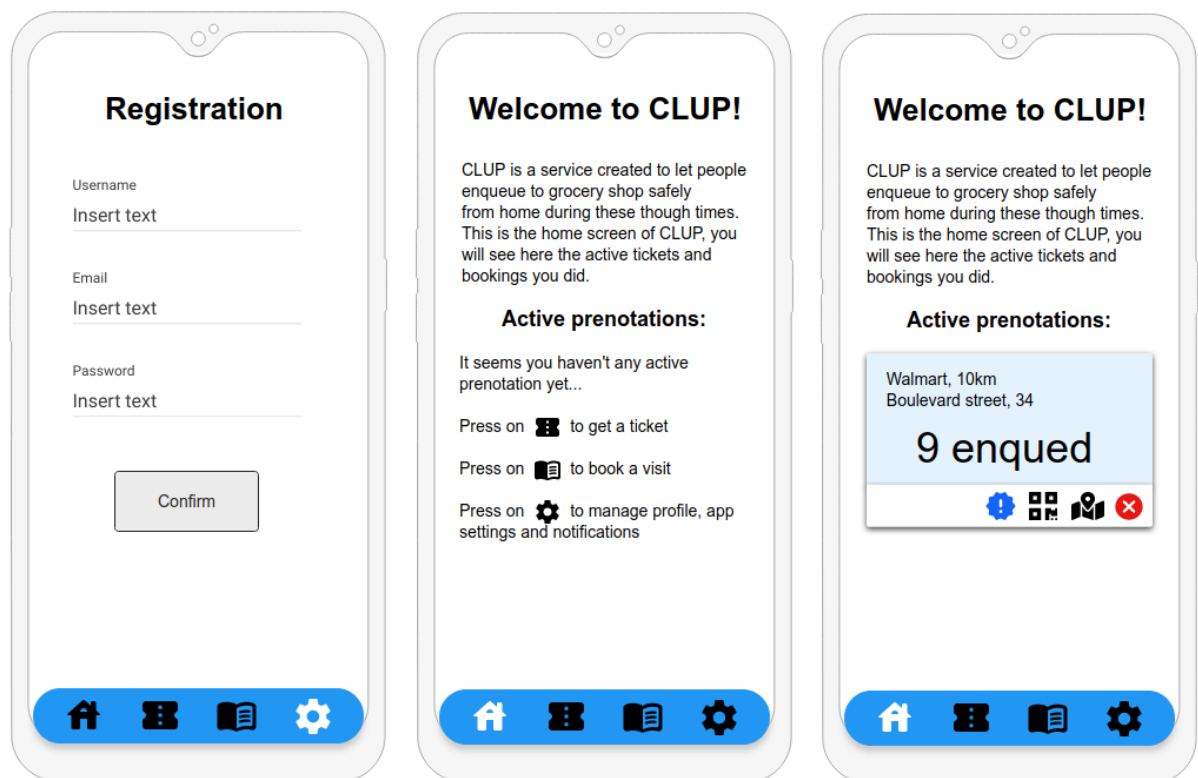 Registration
Username
Insert text
Email
Insert text
Password
Insert text
Confirm
Welcome to CLUP!
CLUP is a service created to let people
enqueue to grocery shop safely
from home during these though times.
This is the home screen of CLUP, you
will see here the active tickets and
bookings you did.
Active prenotations:
It seems you haven't any active
prenotation yet...
Press on to get a ticket
Press on to book a visit
Press on to manage profile, app
settings and notifications
Welcome to CLUP!
CLUP is a service created to let people
enqueue to grocery shop safely
from home during these though times.
This is the home screen of CLUP, you
will see here the active tickets and
bookings you did.
Active prenotations:
Walmart, 10km
Boulevard street, 34
9 enqued